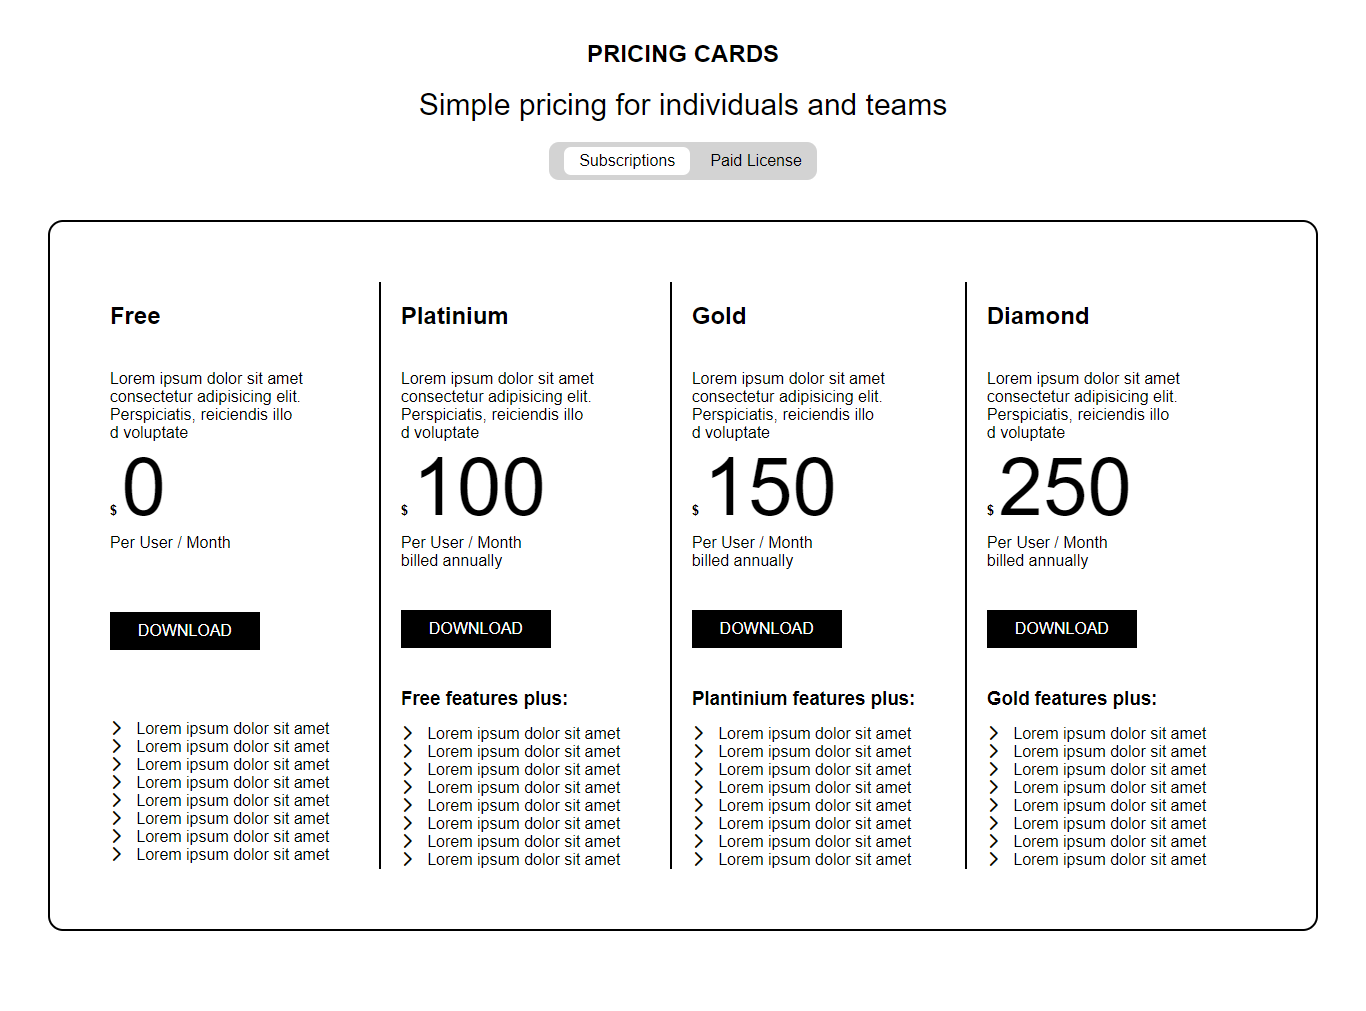 PRICING CARDS
Simple pricing for individuals and teams
Subscriptions
Paid License
Free
Lorem ipsum dolor sit amet
consectetur adipisicing elit.
Perspiciatis, reiciendis illo
d voluptate
$ 0
Per User / Month
DOWNLOAD
Lorem ipsum dolor sit amet
Lorem ipsum dolor sit amet
Lorem ipsum dolor sit amet
Lorem ipsum dolor sit amet
Lorem ipsum dolor sit amet
Lorem ipsum dolor sit amet
Lorem ipsum dolor sit amet
Lorem ipsum dolor sit amet
Platinium
Lorem ipsum dolor sit amet
consectetur adipisicing elit.
Perspiciatis, reiciendis illo
d voluptate
$ 100
Per User / Month
billed annually
DOWNLOAD
Free features plus:
Lorem ipsum dolor sit amet
Lorem ipsum dolor sit amet
Lorem ipsum dolor sit amet
Lorem ipsum dolor sit amet
Lorem ipsum dolor sit amet
Lorem ipsum dolor sit amet
Lorem ipsum dolor sit amet
Lorem ipsum dolor sit amet
Gold
Lorem ipsum dolor sit amet
consectetur adipisicing elit.
Perspiciatis, reiciendis illo
d voluptate
$ 150
Per User / Month
billed annually
DOWNLOAD
Plantinium features plus:
Lorem ipsum dolor sit amet
Lorem ipsum dolor sit amet
Lorem ipsum dolor sit amet
Lorem ipsum dolor sit amet
Lorem ipsum dolor sit amet
Lorem ipsum dolor sit amet
Lorem ipsum dolor sit amet
Lorem ipsum dolor sit amet
Diamond
Lorem ipsum dolor sit amet
consectetur adipisicing elit.
Perspiciatis, reiciendis illo
d voluptate
$ 250
Per User / Month
billed annually
DOWNLOAD
Gold features plus:
Lorem ipsum dolor sit amet
Lorem ipsum dolor sit amet
Lorem ipsum dolor sit amet
Lorem ipsum dolor sit amet
Lorem ipsum dolor sit amet
Lorem ipsum dolor sit amet
Lorem ipsum dolor sit amet
Lorem ipsum dolor sit amet